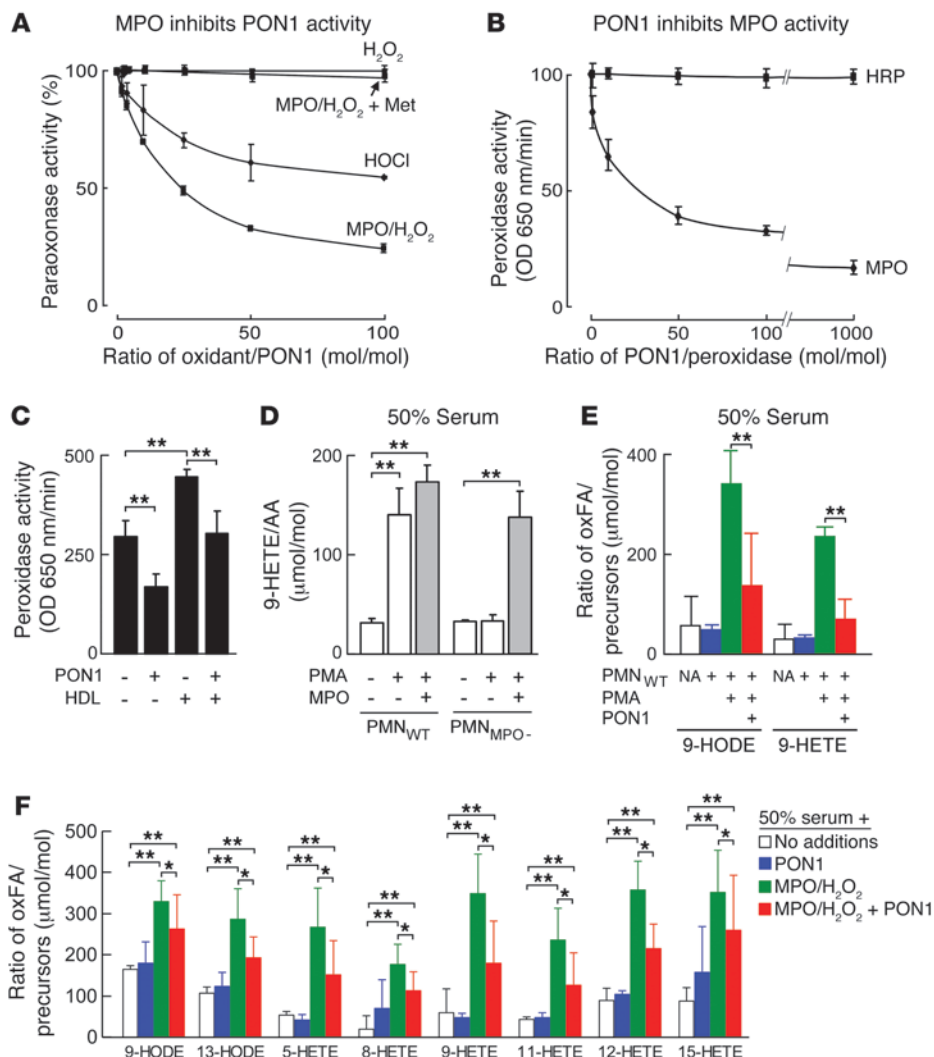 A
MPO inhibits PON1 activity
Paraoxonase activity (%)
100
50
0
H₂O₂
MPO/H₂O₂ + Met
HOCl
MPO/H₂O₂
0 50 100
Ratio of oxidant/PON1 (mol/mol)
B
PON1 inhibits MPO activity
Peroxidase activity
(OD 650 nm/min)
100
50
0
HRP
MPO
0 50 100 1000
Ratio of PON1/peroxidase (mol/mol)
C
Peroxidase activity
(OD 650 nm/min)
500
250
0
** ** **
PON1 - + - +
HDL - - + +
D
50% Serum
9-HETE/AA
(μmol/mol)
200
100
0
** ** **
PMA - + + - + +
MPO - - + - - +
PMN WT PMN MPO-
E
50% Serum
Ratio of oxFA/
precursors (μmol/mol)
400
200
0
** **
PMN WT NA + + + NA + + +
PMA + + + +
PON1 + +
9-HODE 9-HETE
F
Ratio of oxFA/
precursors (μmol/mol)
500
400
300
200
100
0
** ** ** ** ** ** ** **
** ** ** ** ** ** ** **
* * * * * * * *
9-HODE 13-HODE 5-HETE 8-HETE 9-HETE 11-HETE 12-HETE 15-HETE
50% serum +
No additions
PON1
MPO/H₂O₂
MPO/H₂O₂ + PON1